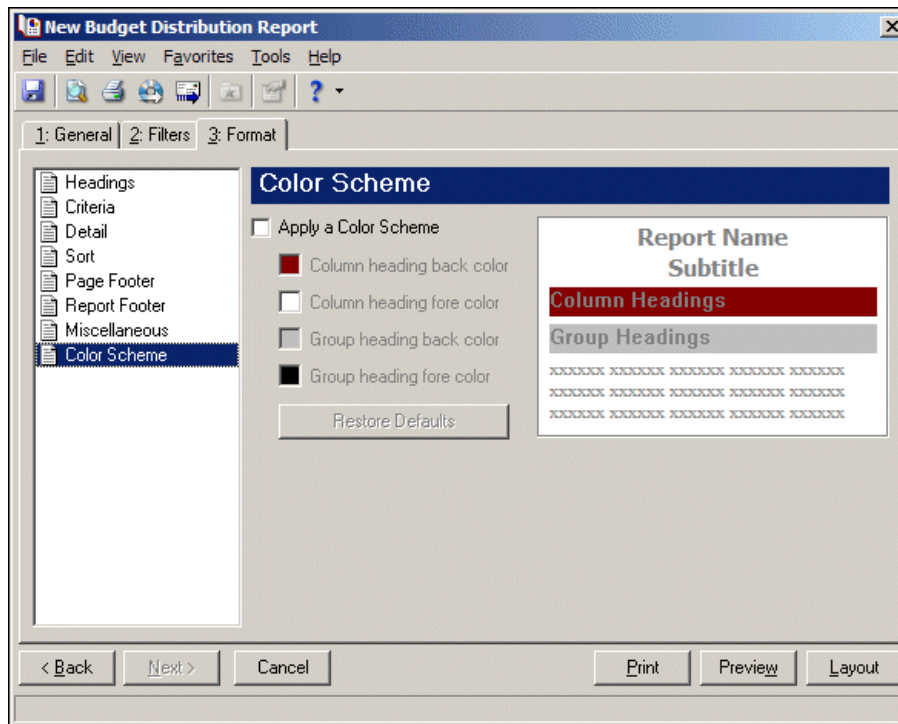 New Budget Distribution Report
File Edit View Favorites Tools Help
?
1: General 2: Filters 3: Format
Headings
Criteria
Detail
Sort
Page Footer
Report Footer
Miscellaneous
Color Scheme
Color Scheme
Apply a Color Scheme
Column heading back color
Column heading fore color
Group heading back color
Group heading fore color
Restore Defaults
Report Name
Subtitle
Column Headings
Group Headings
xxxxxx xxxxxx xxxxxx xxxxxx xxxxxx
xxxxxx xxxxxx xxxxxx xxxxxx xxxxxx
xxxxxx xxxxxx xxxxxx xxxxxx xxxxxx
< Back Next > Cancel Print Preview Layout